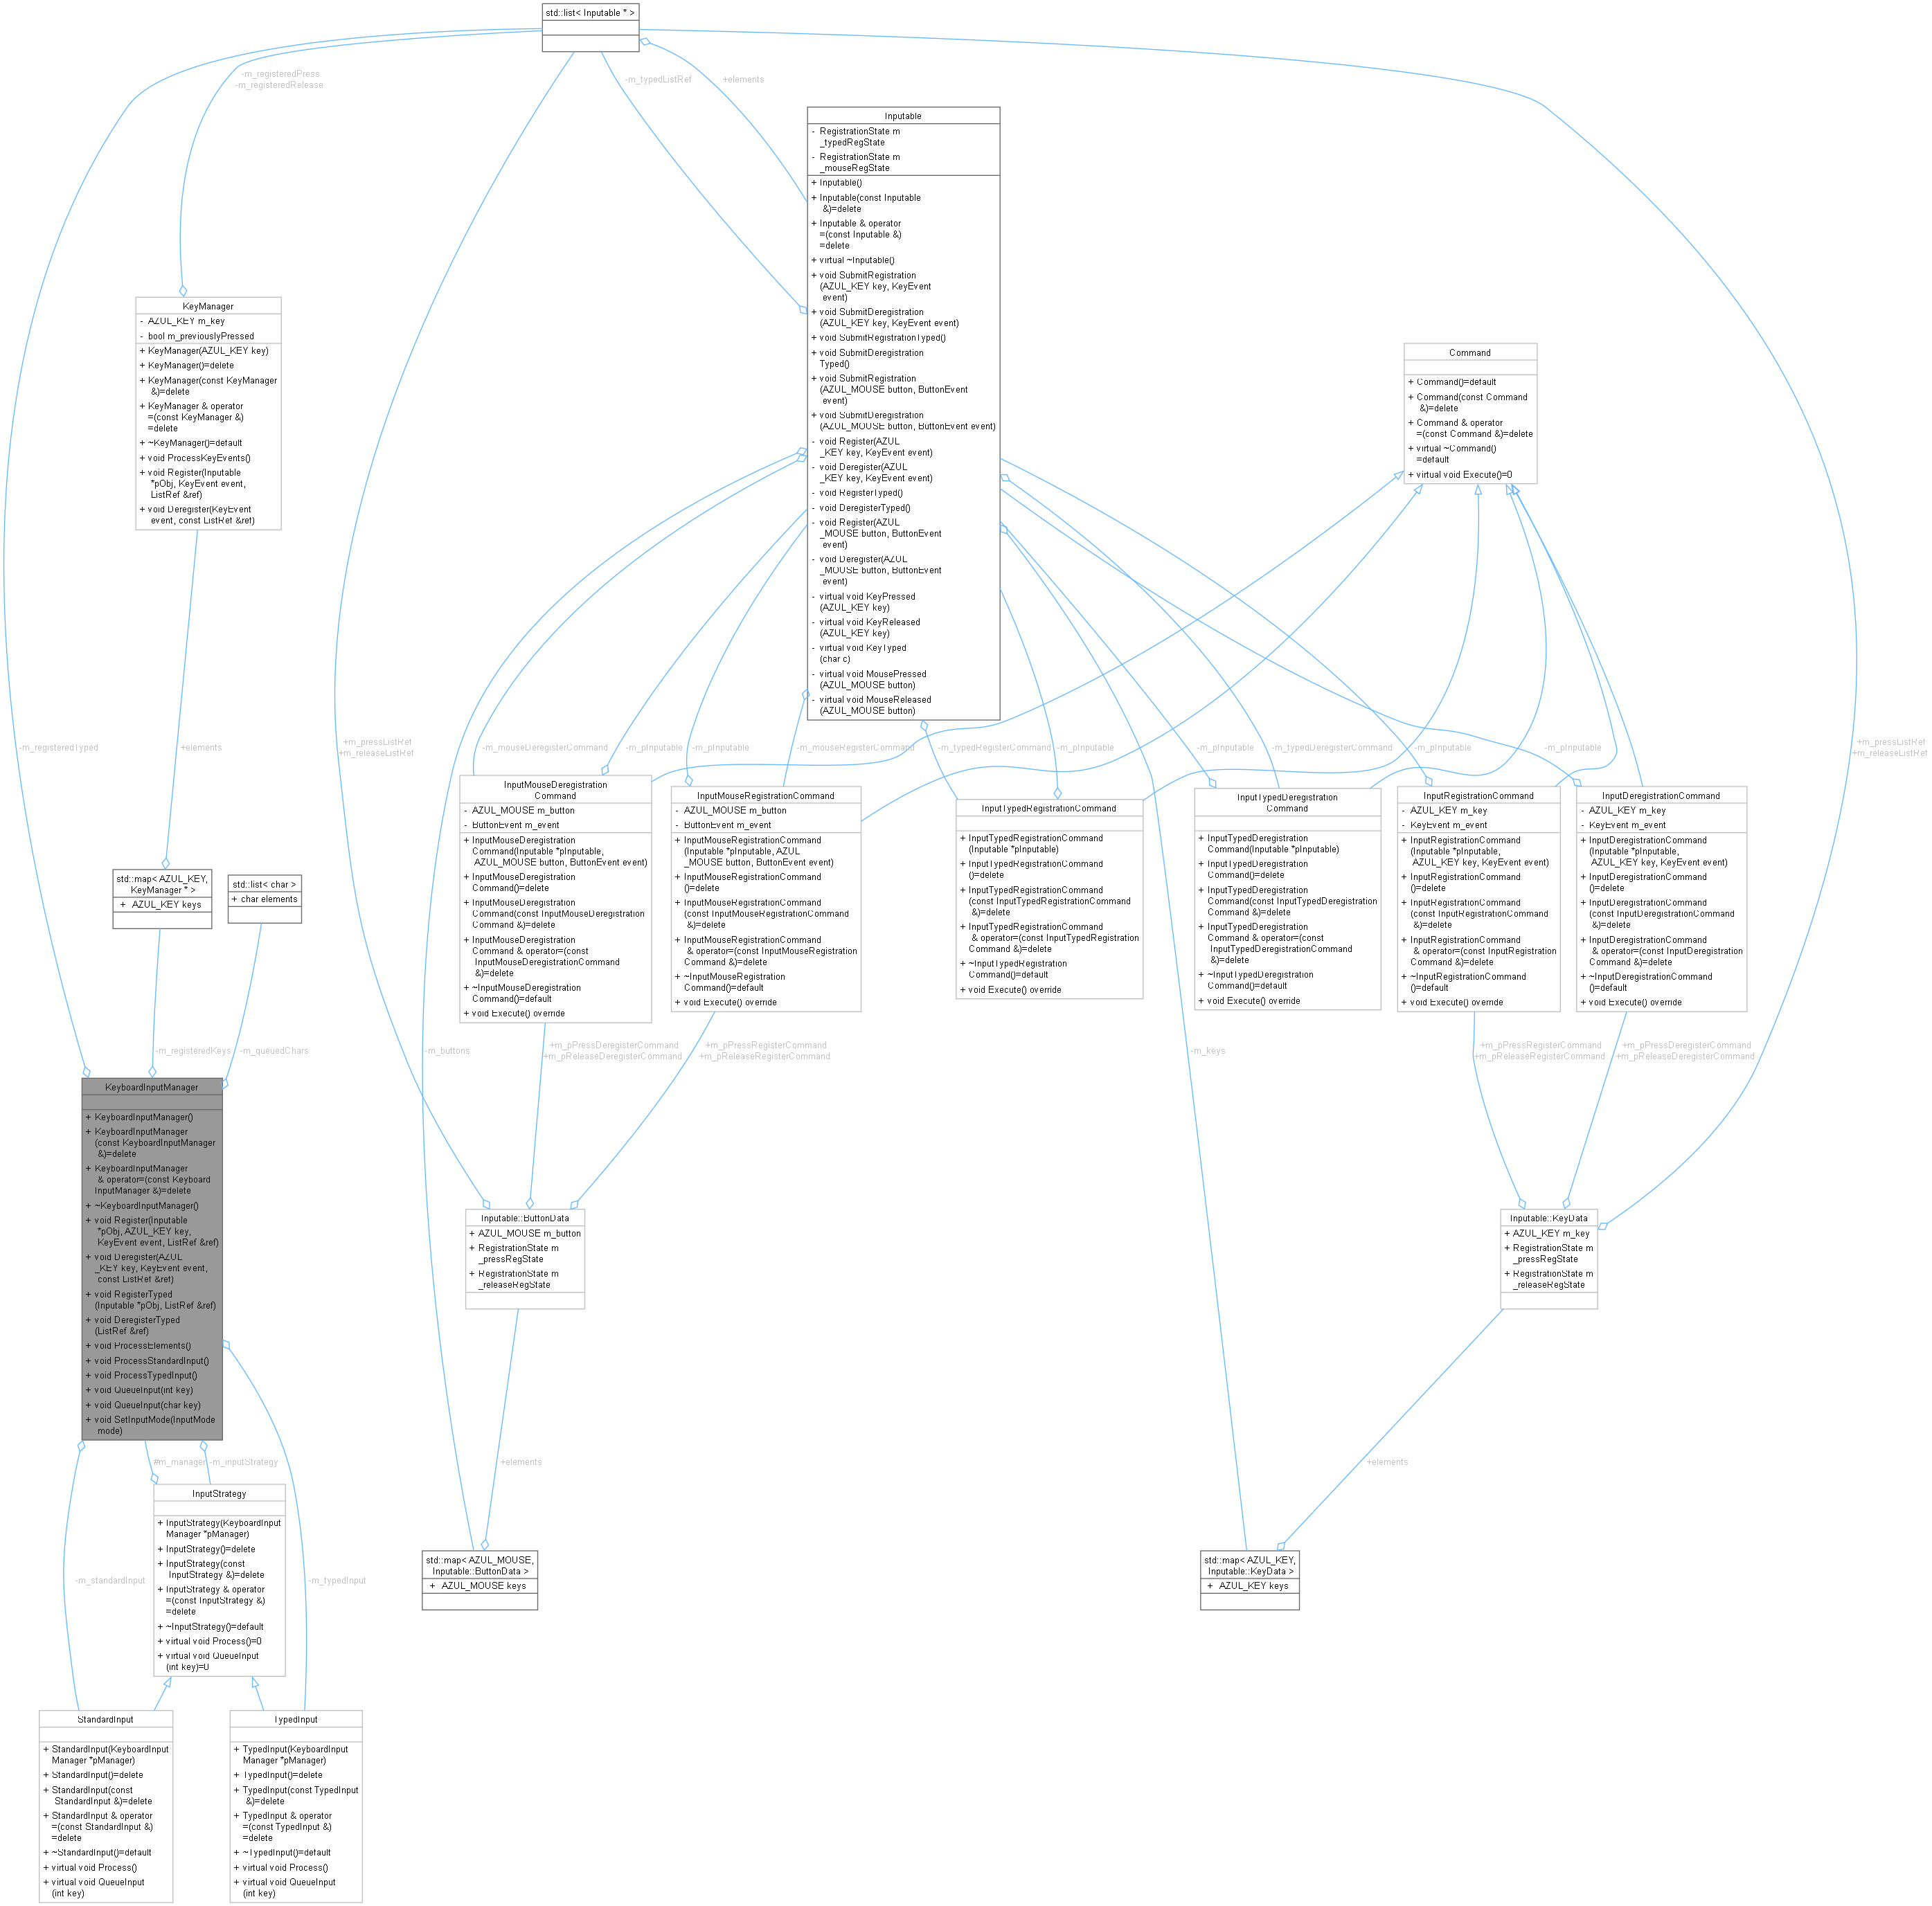 std::list< Inputable * >
-m_registeredPress
-m_registeredRelease
-m_typedListRef
+elements
Inputable
- RegistrationState m
_typedRegState
- RegistrationState m
_mouseRegState
+ Inputable()
+ Inputable(const Inputable
&)=delete
+ Inputable & operator
=(const Inputable &)
=delete
+ virtual ~Inputable()
+ void SubmitRegistration
(AZUL_KEY key, KeyEvent
event)
+ void SubmitDeregistration
(AZUL_KEY key, KeyEvent event)
+ void SubmitRegistrationTyped()
+ void SubmitDeregistration
Typed()
+ void SubmitRegistration
(AZUL_MOUSE button, ButtonEvent
event)
+ void SubmitDeregistration
(AZUL_MOUSE button, ButtonEvent event)
- void Register(AZUL
_KEY key, KeyEvent event)
- void Deregister(AZUL
_KEY key, KeyEvent event)
- void RegisterTyped()
- void DeregisterTyped()
- void Register(AZUL
_MOUSE button, ButtonEvent
event)
- void Deregister(AZUL
_MOUSE button, ButtonEvent
event)
- virtual void KeyPressed
(AZUL_KEY key)
- virtual void KeyReleased
(AZUL_KEY key)
- virtual void KeyTyped
(char c)
- virtual void MousePressed
(AZUL_MOUSE button)
- virtual void MouseReleased
(AZUL_MOUSE button)
KeyManager
- AZUL_KEY m_key
- bool m_previouslyPressed
+ KeyManager(AZUL_KEY key)
+ KeyManager()=delete
+ KeyManager(const KeyManager
&)=delete
+ KeyManager & operator
=(const KeyManager &)
=delete
+ ~KeyManager()=default
+ void ProcessKeyEvents()
+ void Register(Inputable
*pObj, KeyEvent event,
ListRef &ref)
+ void Deregister(KeyEvent
event, const ListRef &ref)
Command
+ Command()=default
+ Command(const Command
&)=delete
+ Command & operator
=(const Command &)=delete
+ virtual ~Command()
=default
+ virtual void Execute()=0
-m_registeredTyped
+elements
+m_pressListRef
+m_releaseListRef
-m_mouseDeregisterCommand
-m_pInputable
-m_pInputable
-m_mouseRegisterCommand
-m_typedRegisterCommand
-m_pInputable
-m_pInputable
-m_typedDeregisterCommand
-m_pInputable
-m_pInputable
+m_pressListRef
+m_releaseListRef
InputMouseDeregistration
Command
- AZUL_MOUSE m_button
- ButtonEvent m_event
+ InputMouseDeregistration
Command(Inputable *pInputable,
AZUL_MOUSE button, ButtonEvent event)
+ InputMouseDeregistration
Command()=delete
+ InputMouseDeregistration
Command(const InputMouseDeregistration
Command &)=delete
+ InputMouseDeregistration
Command & operator=(const
InputMouseDeregistrationCommand
&)=delete
+ ~InputMouseDeregistration
Command()=default
+ void Execute() override
InputMouseRegistrationCommand
- AZUL_MOUSE m_button
- ButtonEvent m_event
+ InputMouseRegistrationCommand
(Inputable *pInputable, AZUL
_MOUSE button, ButtonEvent event)
+ InputMouseRegistrationCommand
()=delete
+ InputMouseRegistrationCommand
(const InputMouseRegistrationCommand
&)=delete
+ InputMouseRegistrationCommand
& operator=(const InputMouseRegistration
Command &)=delete
+ ~InputMouseRegistration
Command()=default
+ void Execute() override
InputTypedRegistrationCommand
+ InputTypedRegistrationCommand
(Inputable *pInputable)
+ InputTypedRegistrationCommand
()=delete
+ InputTypedRegistrationCommand
(const InputTypedRegistrationCommand
&)=delete
+ InputTypedRegistrationCommand
& operator=(const InputTypedRegistration
Command &)=delete
+ ~InputTypedRegistration
Command()=default
+ void Execute() override
InputTypedDeregistration
Command
+ InputTypedDeregistration
Command(Inputable *pInputable)
+ InputTypedDeregistration
Command()=delete
+ InputTypedDeregistration
Command(const InputTypedDeregistration
Command &)=delete
+ InputTypedDeregistration
Command & operator=(const
InputTypedDeregistrationCommand
&)=delete
+ ~InputTypedDeregistration
Command()=default
+ void Execute() override
InputRegistrationCommand
- AZUL_KEY m_key
- KeyEvent m_event
+ InputRegistrationCommand
(Inputable *pInputable,
AZUL_KEY key, KeyEvent event)
+ InputRegistrationCommand
()=delete
+ InputRegistrationCommand
(const InputRegistrationCommand
&)=delete
+ InputRegistrationCommand
& operator=(const InputRegistration
Command &)=delete
+ ~InputRegistrationCommand
()=default
+ void Execute() override
InputDeregistrationCommand
- AZUL_KEY m_key
- KeyEvent m_event
+ InputDeregistrationCommand
(Inputable *pInputable,
AZUL_KEY key, KeyEvent event)
+ InputDeregistrationCommand
()=delete
+ InputDeregistrationCommand
(const InputDeregistrationCommand
&)=delete
+ InputDeregistrationCommand
& operator=(const InputDeregistration
Command &)=delete
+ ~InputDeregistrationCommand
()=default
+ void Execute() override
std::map< AZUL_KEY,
KeyManager * >
+ AZUL_KEY keys
std::list< char >
+ char elements
-m_registeredKeys
-m_queuedChars
-m_buttons
+m_pPressDeregisterCommand
+m_pReleaseDeregisterCommand
+m_pPressRegisterCommand
+m_pReleaseRegisterCommand
-m_keys
+m_pPressRegisterCommand
+m_pReleaseRegisterCommand
+m_pPressDeregisterCommand
+m_pReleaseDeregisterCommand
KeyboardInputManager
+ KeyboardInputManager()
+ KeyboardInputManager
(const KeyboardInputManager
&)=delete
+ KeyboardInputManager
& operator=(const Keyboard
InputManager &)=delete
+ ~KeyboardInputManager()
+ void Register(Inputable
*pObj, AZUL_KEY key,
KeyEvent event, ListRef &ref)
+ void Deregister(AZUL
_KEY key, KeyEvent event,
const ListRef &ref)
+ void RegisterTyped
(Inputable *pObj, ListRef &ref)
+ void DeregisterTyped
(ListRef &ref)
+ void ProcessElements()
+ void ProcessStandardInput()
+ void ProcessTypedInput()
+ void QueueInput(int key)
+ void QueueInput(char key)
+ void SetInputMode(InputMode
mode)
Inputable::ButtonData
+ AZUL_MOUSE m_button
+ RegistrationState m
_pressRegState
+ RegistrationState m
_releaseRegState
Inputable::KeyData
+ AZUL_KEY m_key
+ RegistrationState m
_pressRegState
+ RegistrationState m
_releaseRegState
#m_manager
-m_inputStrategy
+elements
+elements
InputStrategy
+ InputStrategy(KeyboardInput
Manager *pManager)
+ InputStrategy()=delete
+ InputStrategy(const
InputStrategy &)=delete
+ InputStrategy & operator
=(const InputStrategy &)
=delete
+ ~InputStrategy()=default
+ virtual void Process()=0
+ virtual void QueueInput
(int key)=0
-m_standardInput
-m_typedInput
std::map< AZUL_MOUSE,
Inputable::ButtonData >
+ AZUL_MOUSE keys
std::map< AZUL_KEY,
Inputable::KeyData >
+ AZUL_KEY keys
StandardInput
+ StandardInput(KeyboardInput
Manager *pManager)
+ StandardInput()=delete
+ StandardInput(const
StandardInput &)=delete
+ StandardInput & operator
=(const StandardInput &)
=delete
+ ~StandardInput()=default
+ virtual void Process()
+ virtual void QueueInput
(int key)
TypedInput
+ TypedInput(KeyboardInput
Manager *pManager)
+ TypedInput()=delete
+ TypedInput(const TypedInput
&)=delete
+ TypedInput & operator
=(const TypedInput &)
=delete
+ ~TypedInput()=default
+ virtual void Process()
+ virtual void QueueInput
(int key)